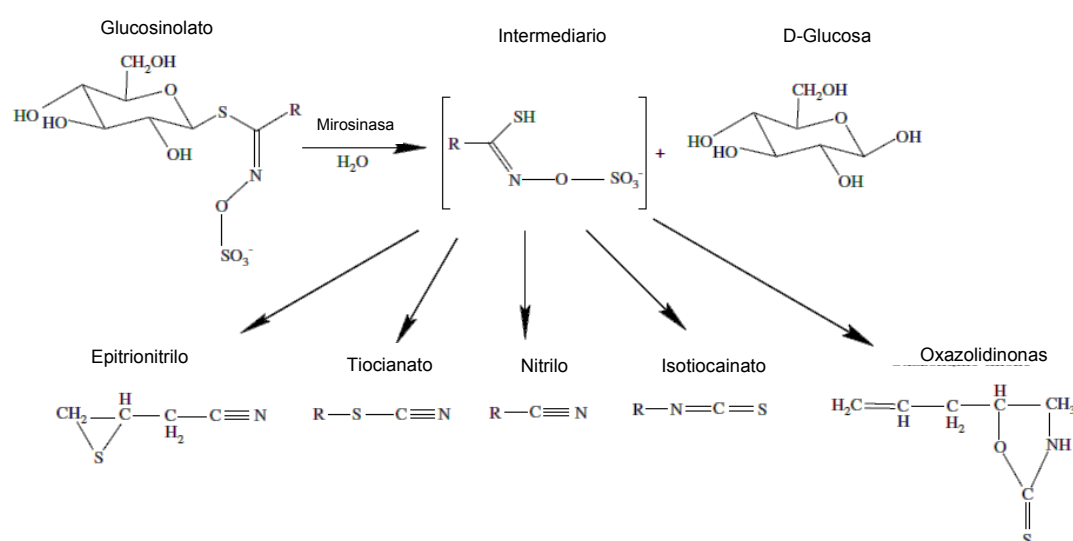 Glucosinolato
Intermediario
D-Glucosa
CH₂OH
O
HO
HO
OH
S
R
N
O
SO₃⁻
Mirosinasa
H₂O
SH
R
N
O
SO₃⁻
+
CH₂OH
O
HO
HO
OH
OH
Epitrionitrilo
Tiocianato
Nitrilo
Isotiocainato
Oxazolidinonas
CH₂
H
C
C
H₂
C
N
S
R
S
C
N
R
C
N
R
N
C
S
H₂C
C
H
C
H₂
H
C
CH₃
O
NH
C
S